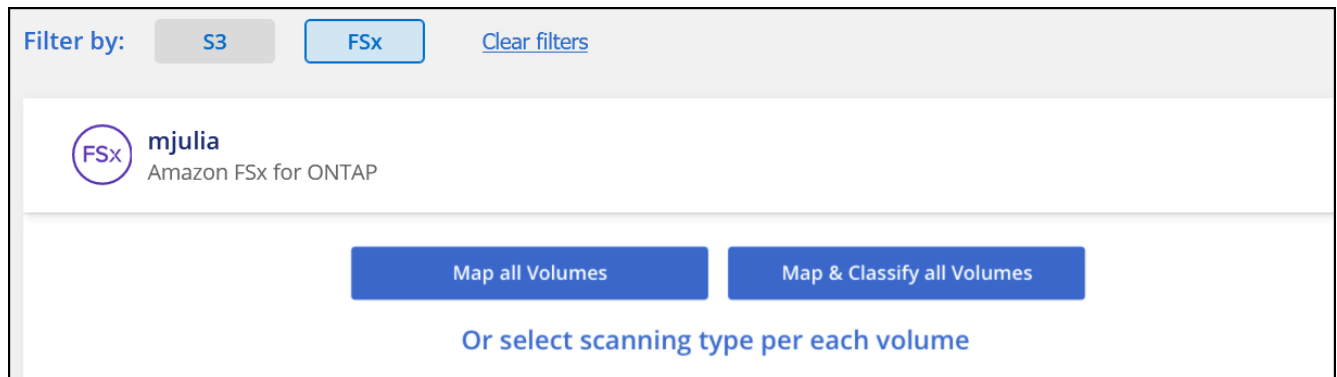 Filter by: S3 FSx Clear filters
FSx mjulia
Amazon FSx for ONTAP
Map all Volumes Map & Classify all Volumes
Or select scanning type per each volume